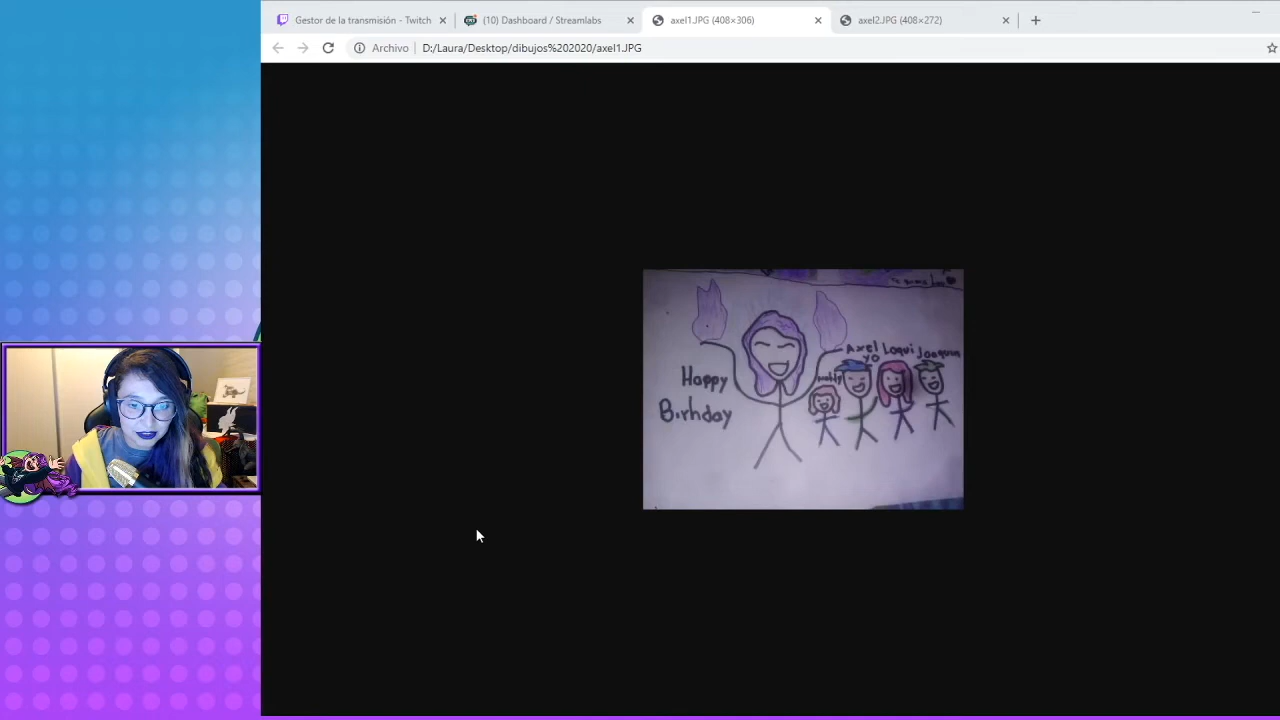 Gestor de la transmisión - Twitch
(10) Dashboard / Streamlabs
axel1.JPG (408×306)
axel2.JPG (408×272)
Archivo
D:/Laura/Desktop/dibujos%202020/axel1.JPG
Axel
yo
Loqui
Joaquin
Happy
Birhday